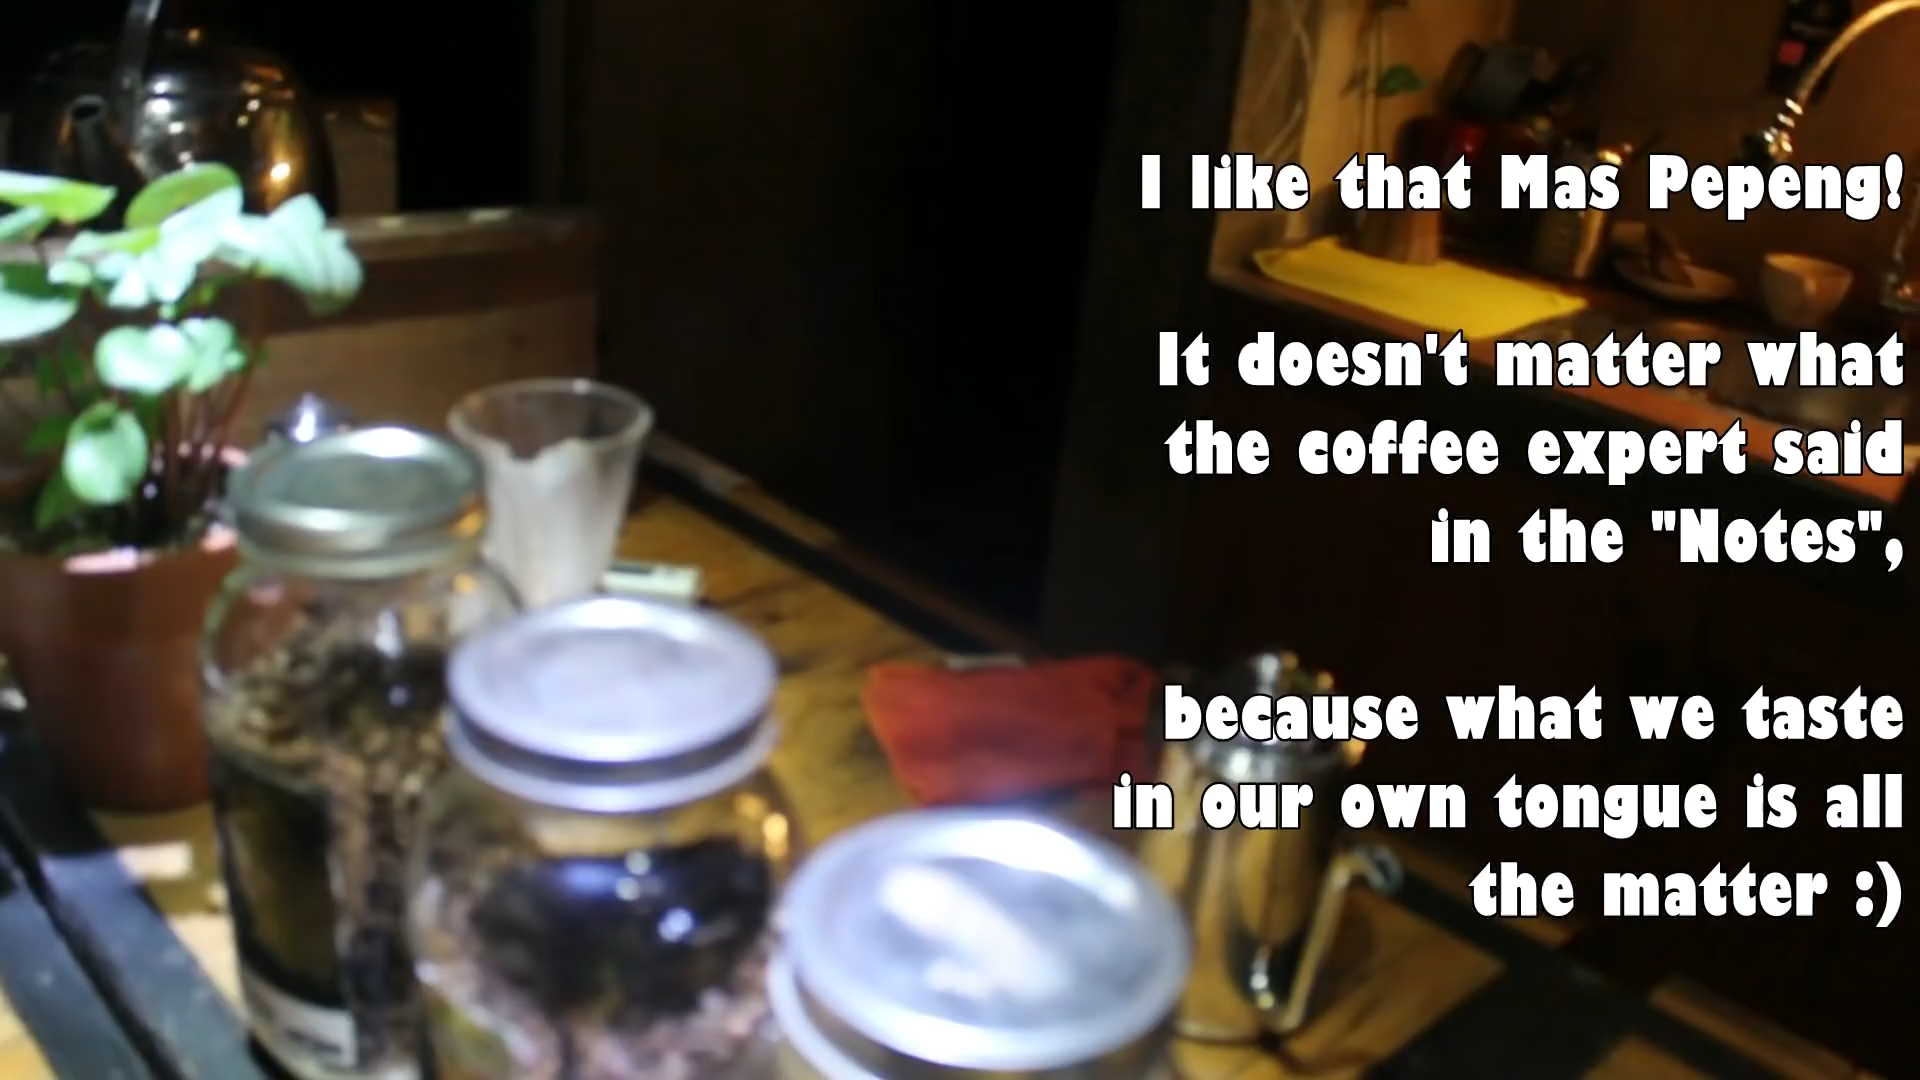 I like that Mas Pepeng!
It doesn't matter what
the coffee expert said
in the "Notes",
because what we taste
in our own tongue is all
the matter :)